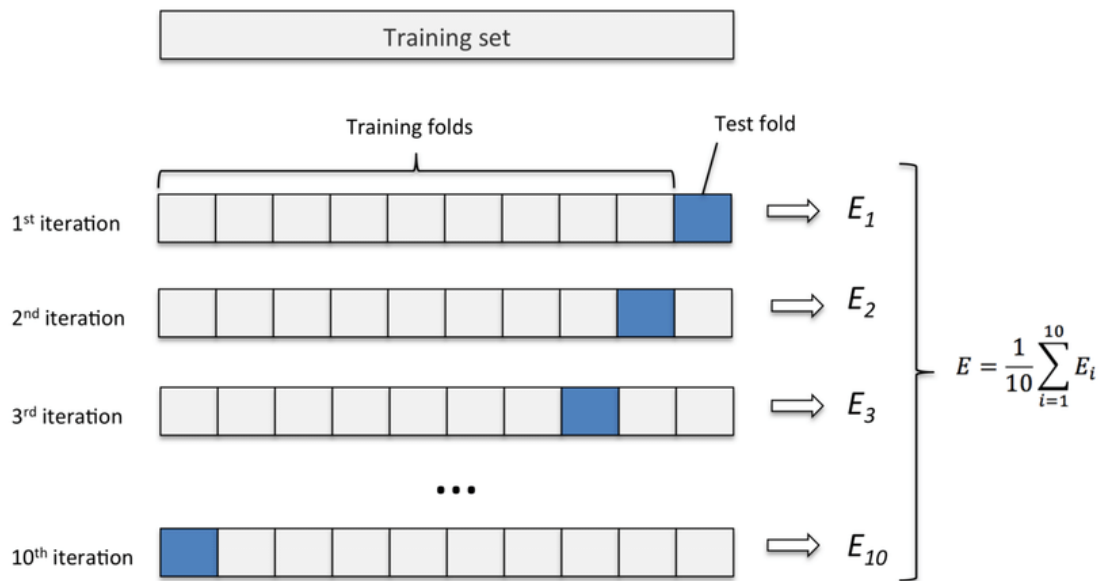 Training set
Training folds
Test fold
1st iteration
E1
2nd iteration
E2
3rd iteration
E3
...
10th iteration
E10
E = 1/10 10∑i=1 Ei